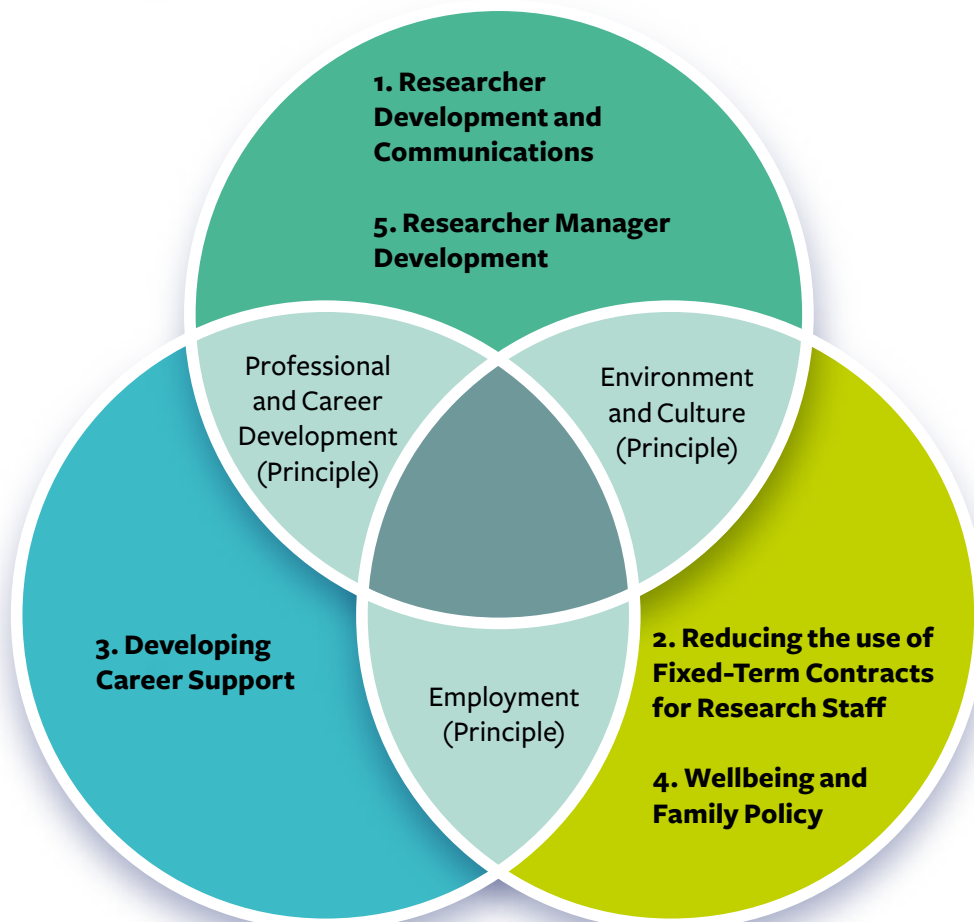 1. Researcher
Development and
Communications
5. Researcher Manager
Development
Professional
and Career
Development
(Principle)
Environment
and Culture
(Principle)
3. Developing
Career Support
Employment
(Principle)
2. Reducing the use of
Fixed-Term Contracts
for Research Staff
4. Wellbeing and
Family Policy